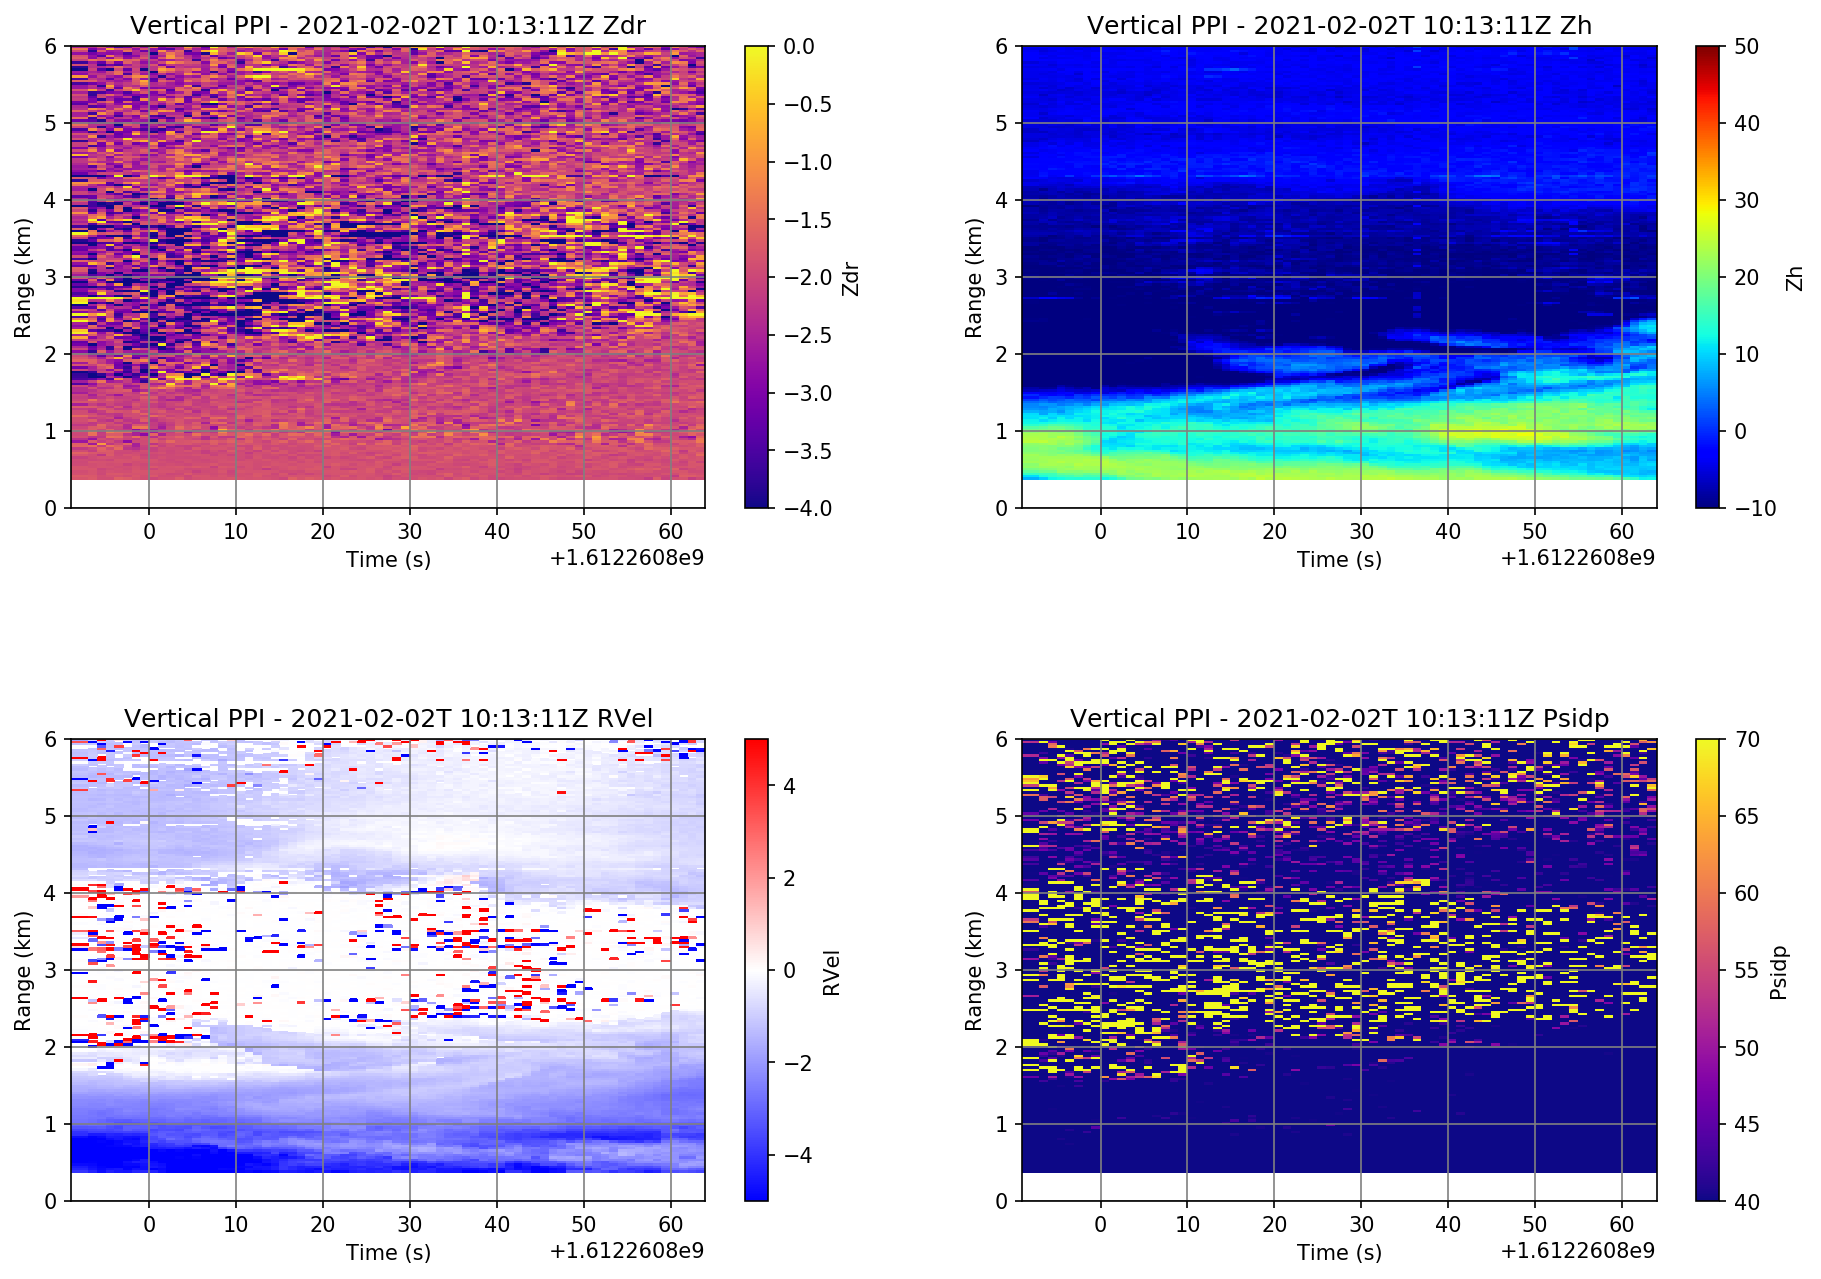 Vertical PPI - 2021-02-02T 10:13:11Z Zdr
6
5
4
3
2
1
0
Range (km)
0 10 20 30 40 50 60
Time (s)
+1.6122608e9
0.0
−0.5
−1.0
−1.5
−2.0
−2.5
−3.0
−3.5
−4.0
Zdr
Vertical PPI - 2021-02-02T 10:13:11Z Zh
6
5
4
3
2
1
0
Range (km)
0 10 20 30 40 50 60
Time (s)
+1.6122608e9
50
40
30
20
10
0
−10
Zh
Vertical PPI - 2021-02-02T 10:13:11Z RVel
6
5
4
3
2
1
0
Range (km)
0 10 20 30 40 50 60
Time (s)
+1.6122608e9
4
2
0
−2
−4
RVel
Vertical PPI - 2021-02-02T 10:13:11Z Psidp
6
5
4
3
2
1
0
Range (km)
0 10 20 30 40 50 60
Time (s)
+1.6122608e9
70
65
60
55
50
45
40
Psidp